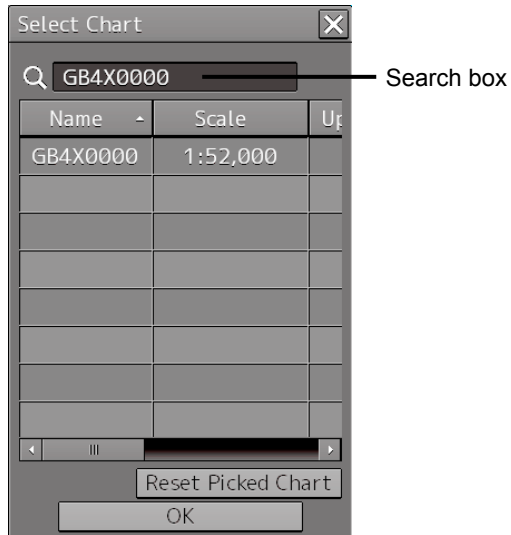 Select Chart
GB4X0000
Search box
Name Scale Up
GB4X0000 1:52,000
Reset Picked Chart
OK